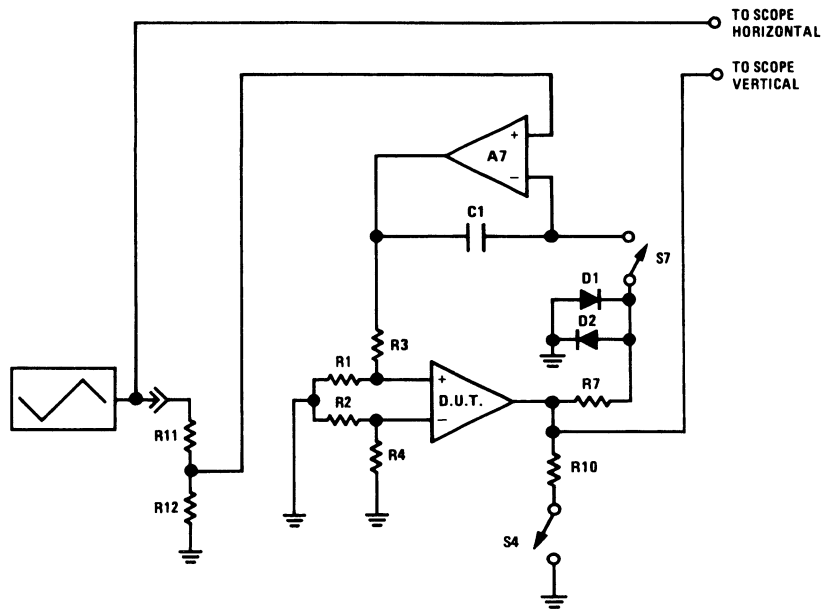 TO SCOPE
HORIZONTAL
TO SCOPE
VERTICAL
+
A7
−
C1
S7
D1
D2
R3
R1
+
R7
R2
D.U.T.
−
R11
R4
R10
R12
S4